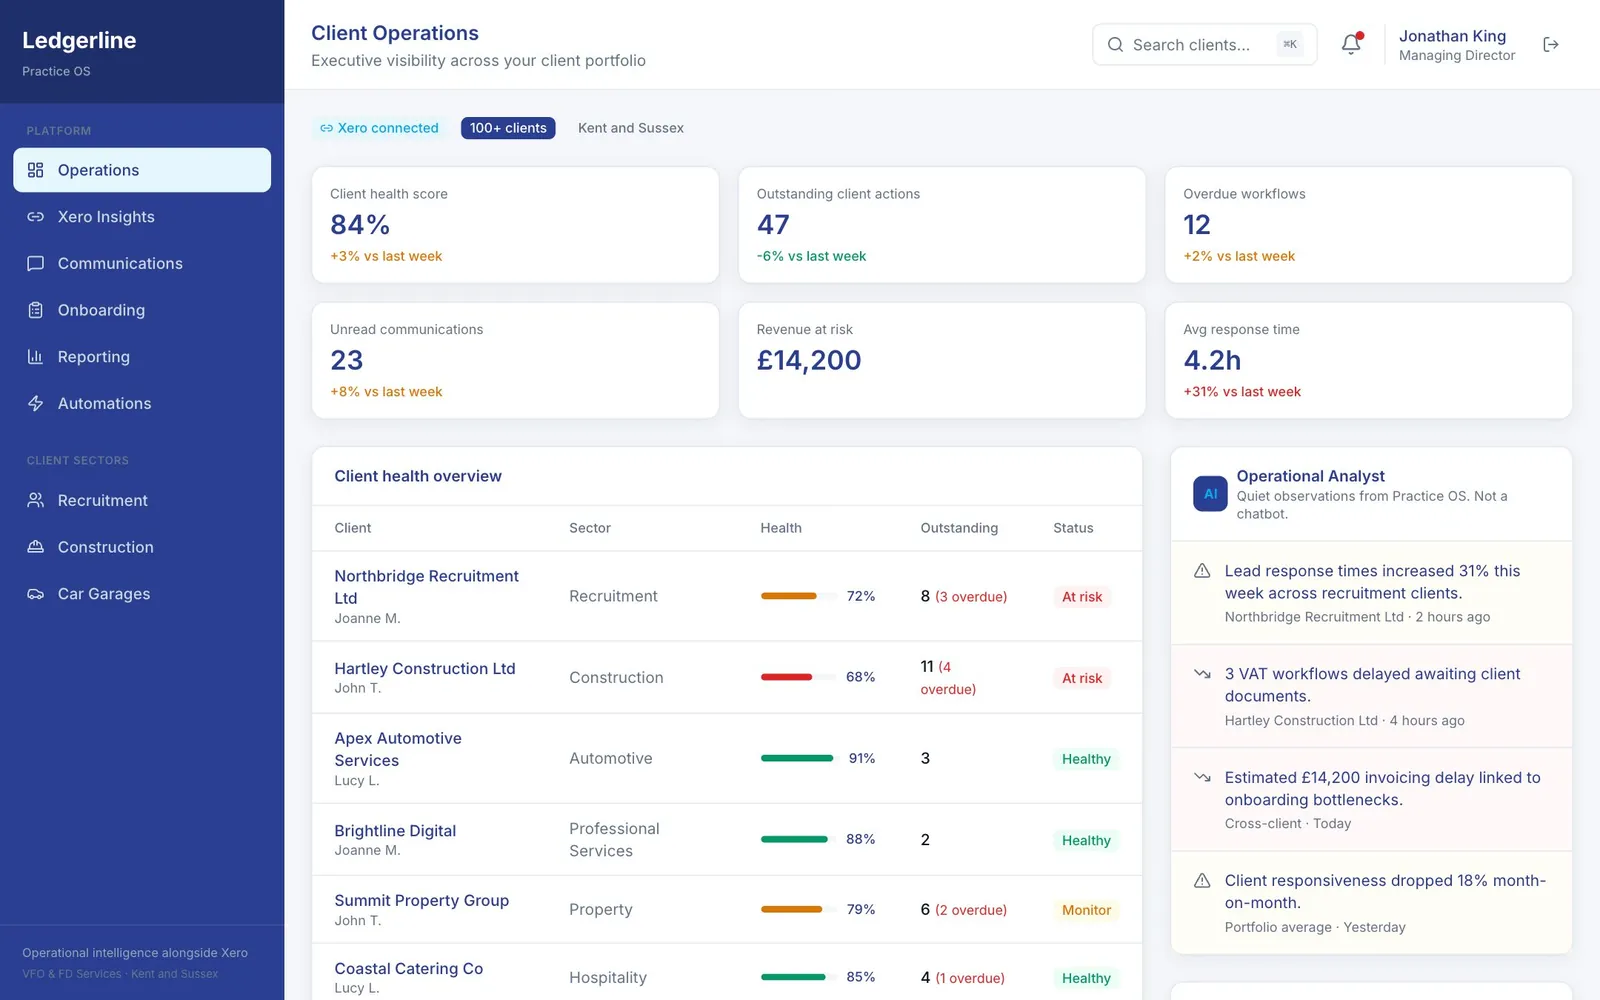 Ledgerline
Practice OS
PLATFORM
Operations
Xero Insights
Communications
Onboarding
Reporting
Automations
CLIENT SECTORS
Recruitment
Construction
Car Garages
Operational intelligence alongside Xero
VFO & FD Services · Kent and Sussex
Client Operations
Executive visibility across your client portfolio
Search clients...
⌘K
Jonathan King
Managing Director
Xero connected
100+ clients
Kent and Sussex
Client health score
84%
+3% vs last week
Outstanding client actions
47
-6% vs last week
Overdue workflows
12
+2% vs last week
Unread communications
23
+8% vs last week
Revenue at risk
£14,200
Avg response time
4.2h
+31% vs last week
Client health overview
Client Sector Health Outstanding Status
Northbridge Recruitment
Ltd
Joanne M.
Recruitment
72%
8 (3 overdue)
At risk
Hartley Construction Ltd
John T.
Construction
68%
11 (4
overdue)
At risk
Apex Automotive
Services
Lucy L.
Automotive
91%
3
Healthy
Brightline Digital
Joanne M.
Professional
Services
88%
2
Healthy
Summit Property Group
John T.
Property
79%
6 (2 overdue)
Monitor
Coastal Catering Co
Lucy L.
Hospitality
85%
4 (1 overdue)
Healthy
AI
Operational Analyst
Quiet observations from Practice OS. Not a
chatbot.
Lead response times increased 31% this
week across recruitment clients.
Northbridge Recruitment Ltd · 2 hours ago
3 VAT workflows delayed awaiting client
documents.
Hartley Construction Ltd · 4 hours ago
Estimated £14,200 invoicing delay linked to
onboarding bottlenecks.
Cross-client · Today
Client responsiveness dropped 18% month-
on-month.
Portfolio average · Yesterday